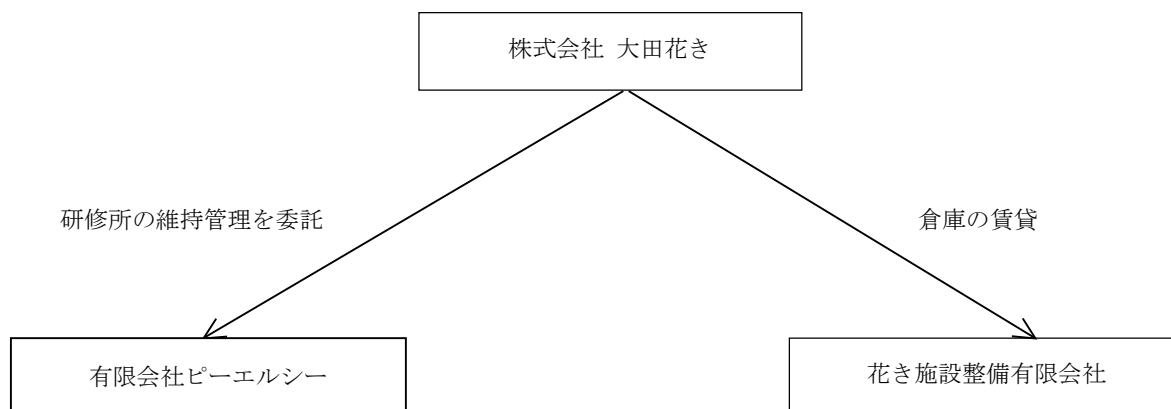 株式会社 大田花き
研修所の維持管理を委託
倉庫の賃貸
有限会社ピーエルシー
花き施設整備有限会社